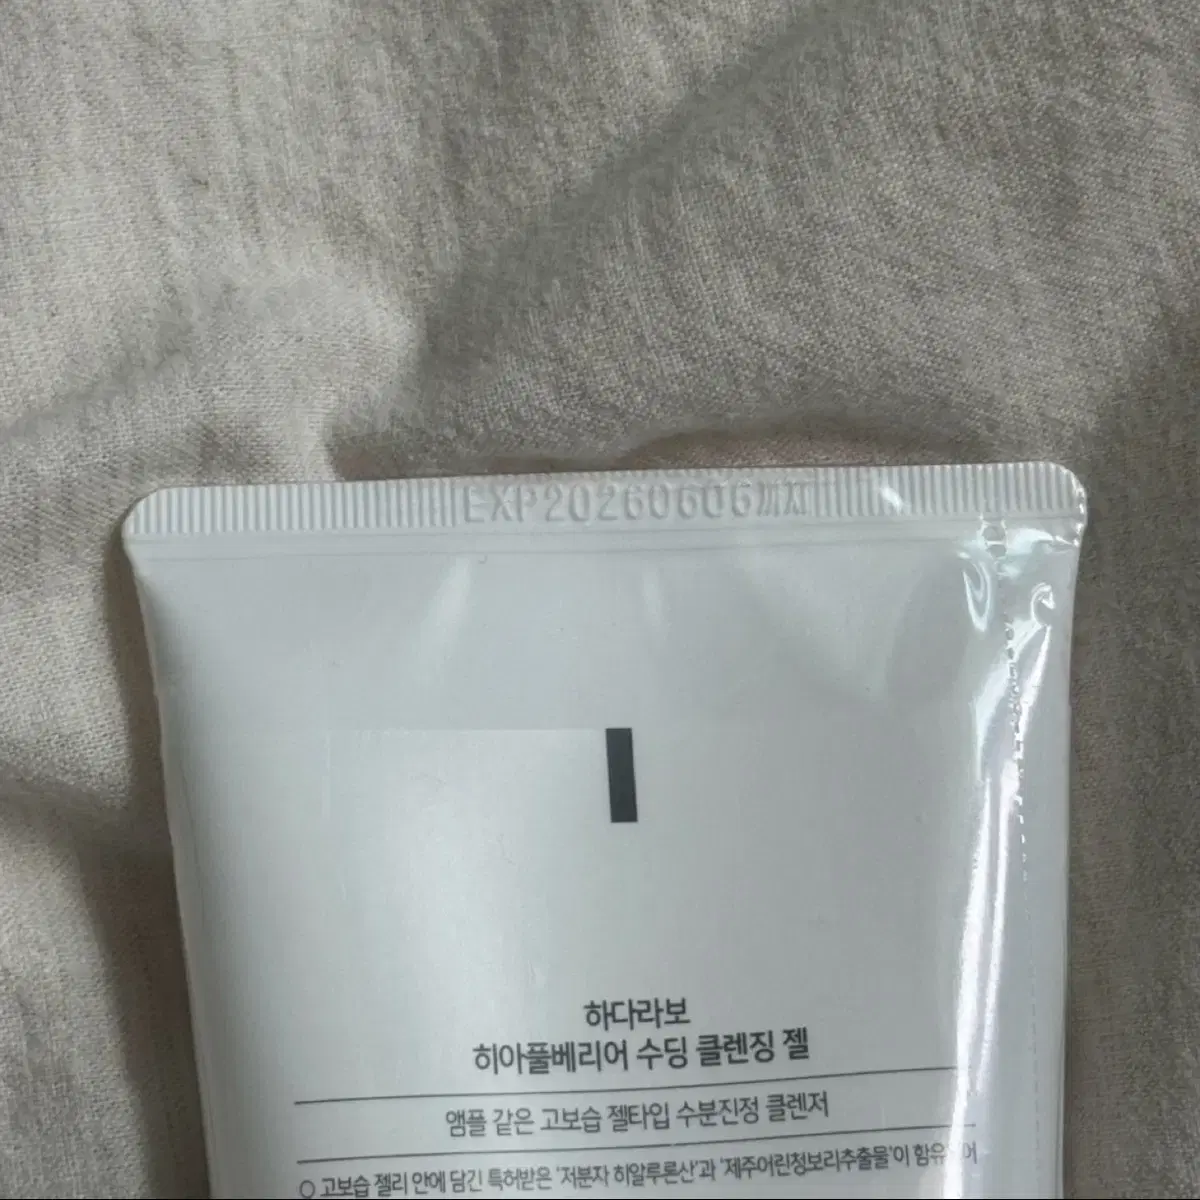 EXP20260606까지
하다라보
히아풀베리어 수딩 클렌징 젤
앰플 같은 고보습 젤타입 수분진정 클렌저
○ 고보습 젤리 안에 담긴 특허받은 '저분자 히알루론산'과 '제주어린청보리추출물'이